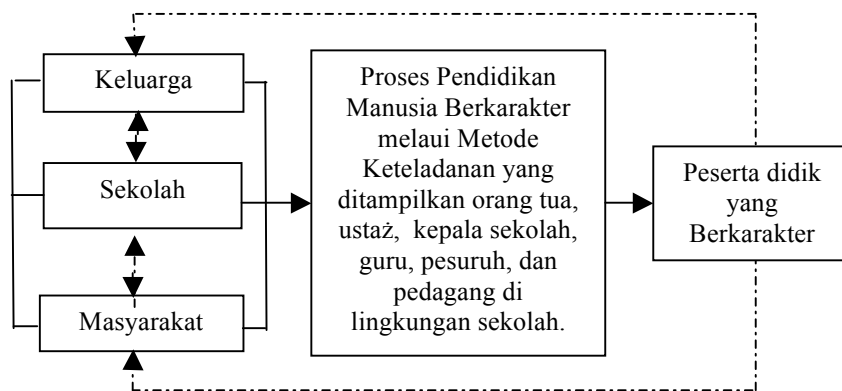 Keluarga
Sekolah
Masyarakat
Proses Pendidikan
Manusia Berkarakter
melaui Metode
Keteladanan yang
ditampilkan orang tua,
ustaż, kepala sekolah,
guru, pesuruh, dan
pedagang di
lingkungan sekolah.
Peserta didik
yang
Berkarakter